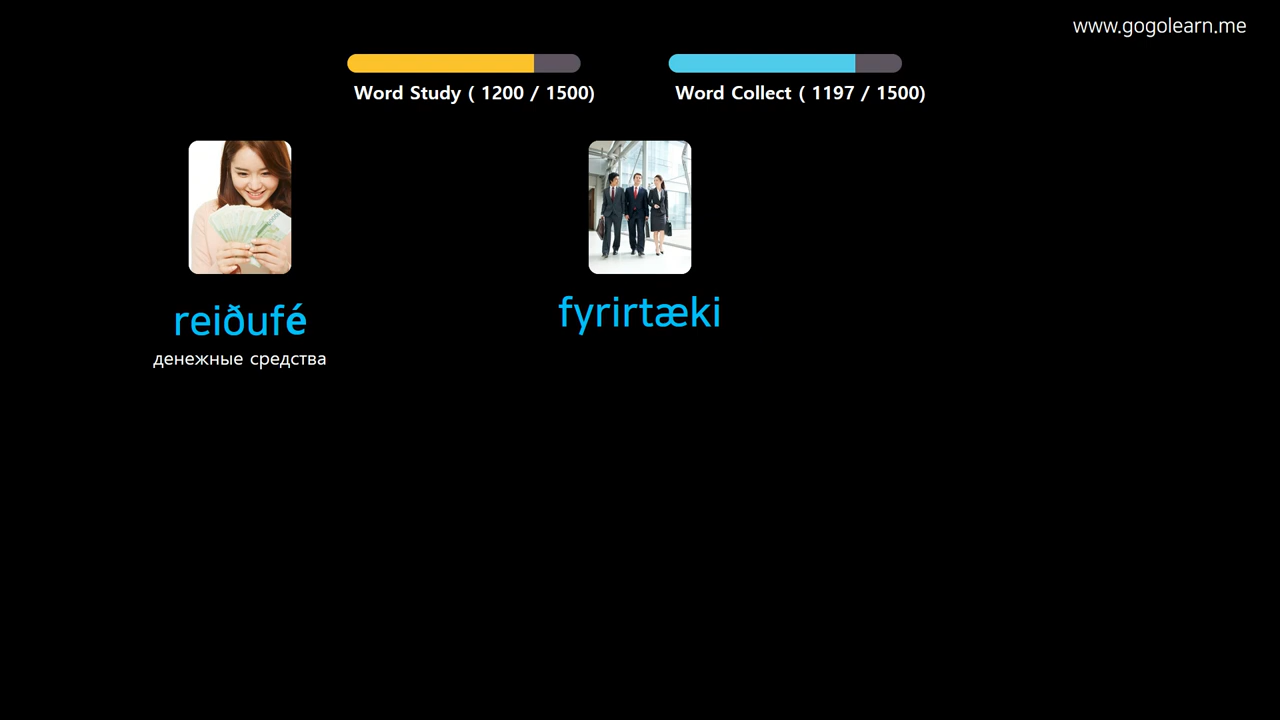 www.gogolearn.me
Word Study ( 1200 / 1500)
Word Collect ( 1197 / 1500)
reiðufé
fyrirtæki
денежные средства